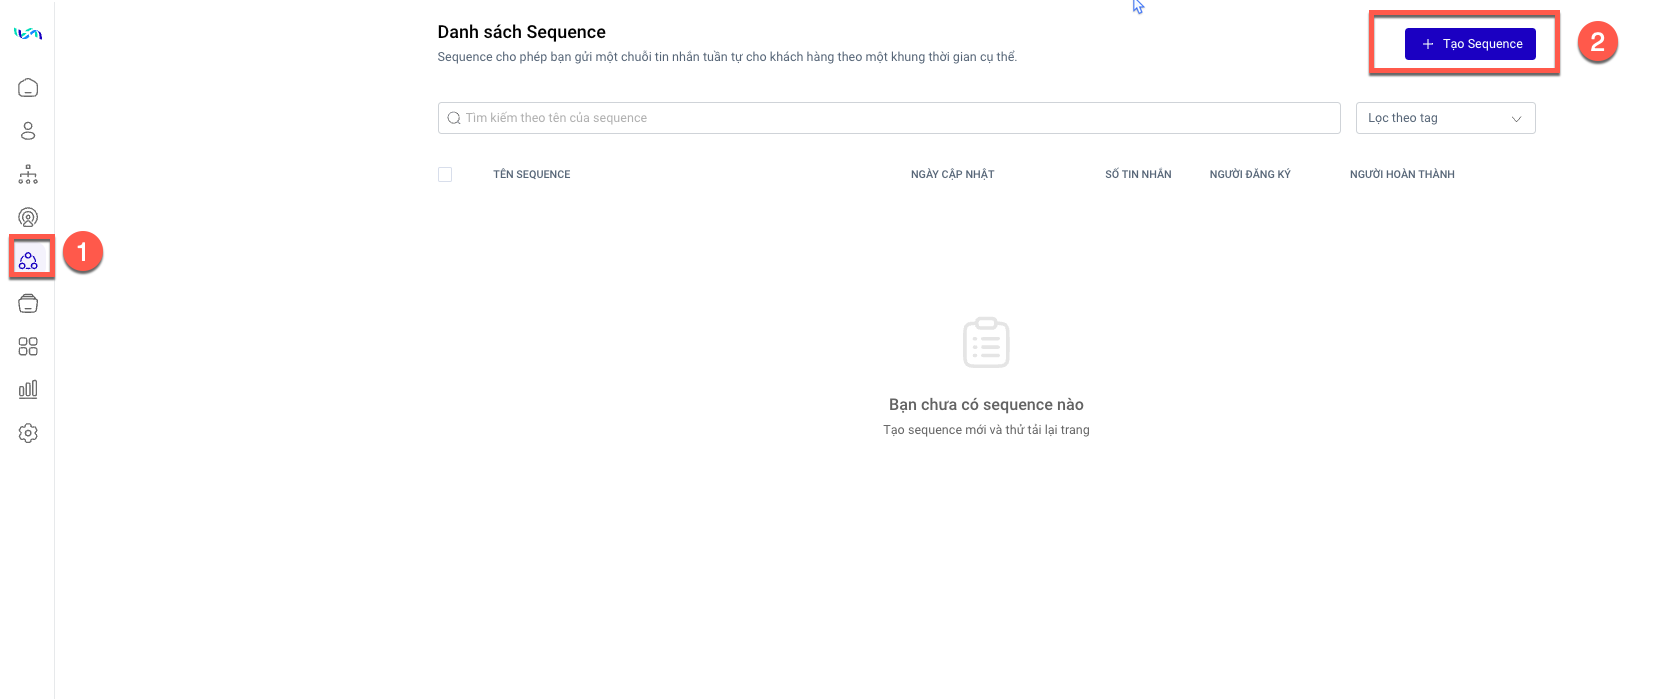 Danh sách Sequence
Sequence cho phép bạn gửi một chuỗi tin nhắn tuần tự cho khách hàng theo một khung thời gian cụ thể.
+ Tạo Sequence
2
Tìm kiếm theo tên của sequence
Lọc theo tag
TÊN SEQUENCE NGÀY CẬP NHẬT SỐ TIN NHẮN NGƯỜI ĐĂNG KÝ NGƯỜI HOÀN THÀNH
1
Bạn chưa có sequence nào
Tạo sequence mới và thử tải lại trang